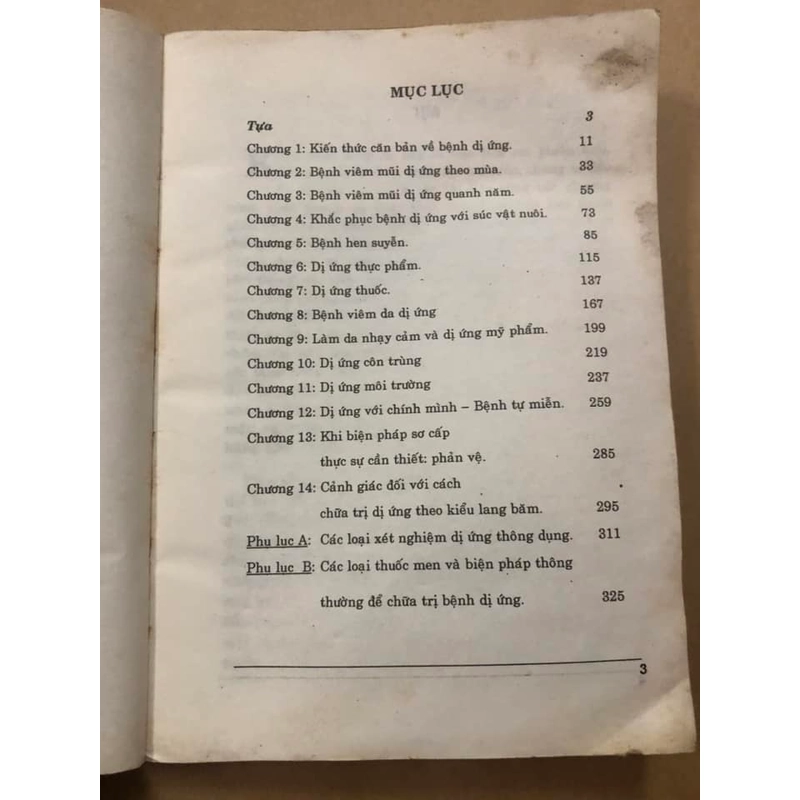 MỤC LỤC
Tựa 3
Chương 1: Kiến thức căn bản về bệnh dị ứng. 11
Chương 2: Bệnh viêm mũi dị ứng theo mùa. 33
Chương 3: Bệnh viêm mũi dị ứng quanh năm. 55
Chương 4: Khắc phục bệnh dị ứng với súc vật nuôi. 73
Chương 5: Bệnh hen suyễn. 85
Chương 6: Dị ứng thực phẩm. 115
Chương 7: Dị ứng thuốc. 137
Chương 8: Bệnh viêm da dị ứng 167
Chương 9: Làm da nhạy cảm và dị ứng mỹ phẩm. 199
Chương 10: Dị ứng côn trùng 219
Chương 11: Dị ứng môi trường 237
Chương 12: Dị ứng với chính mình – Bệnh tự miễn. 259
Chương 13: Khi biện pháp sơ cấp
thực sự cần thiết: phản vệ. 285
Chương 14: Cảnh giác đối với cách
chữa trị dị ứng theo kiểu lang băm. 295
Phụ lục A: Các loại xét nghiệm dị ứng thông dụng. 311
Phụ lục B: Các loại thuốc men và biện pháp thông
thường để chữa trị bệnh dị ứng. 325
3